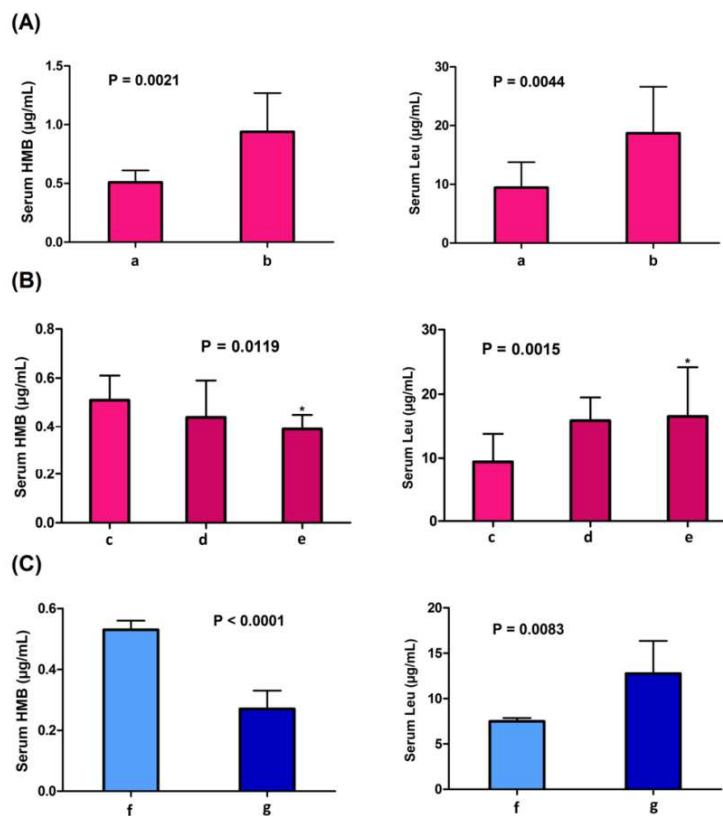 (A)
Serum HMB (µg/mL)
1.5
1.0
0.5
0.0
P = 0.0021
a
b
Serum Leu (µg/mL)
30
20
10
0
P = 0.0044
a
b
(B)
Serum HMB (µg/mL)
0.8
0.6
0.4
0.2
0.0
P = 0.0119
*
c
d
e
Serum Leu (µg/mL)
30
20
10
0
P = 0.0015
*
c
d
e
(C)
Serum HMB (µg/mL)
0.6
0.4
0.2
0.0
P < 0.0001
f
g
Serum Leu (µg/mL)
20
15
10
5
0
P = 0.0083
f
g